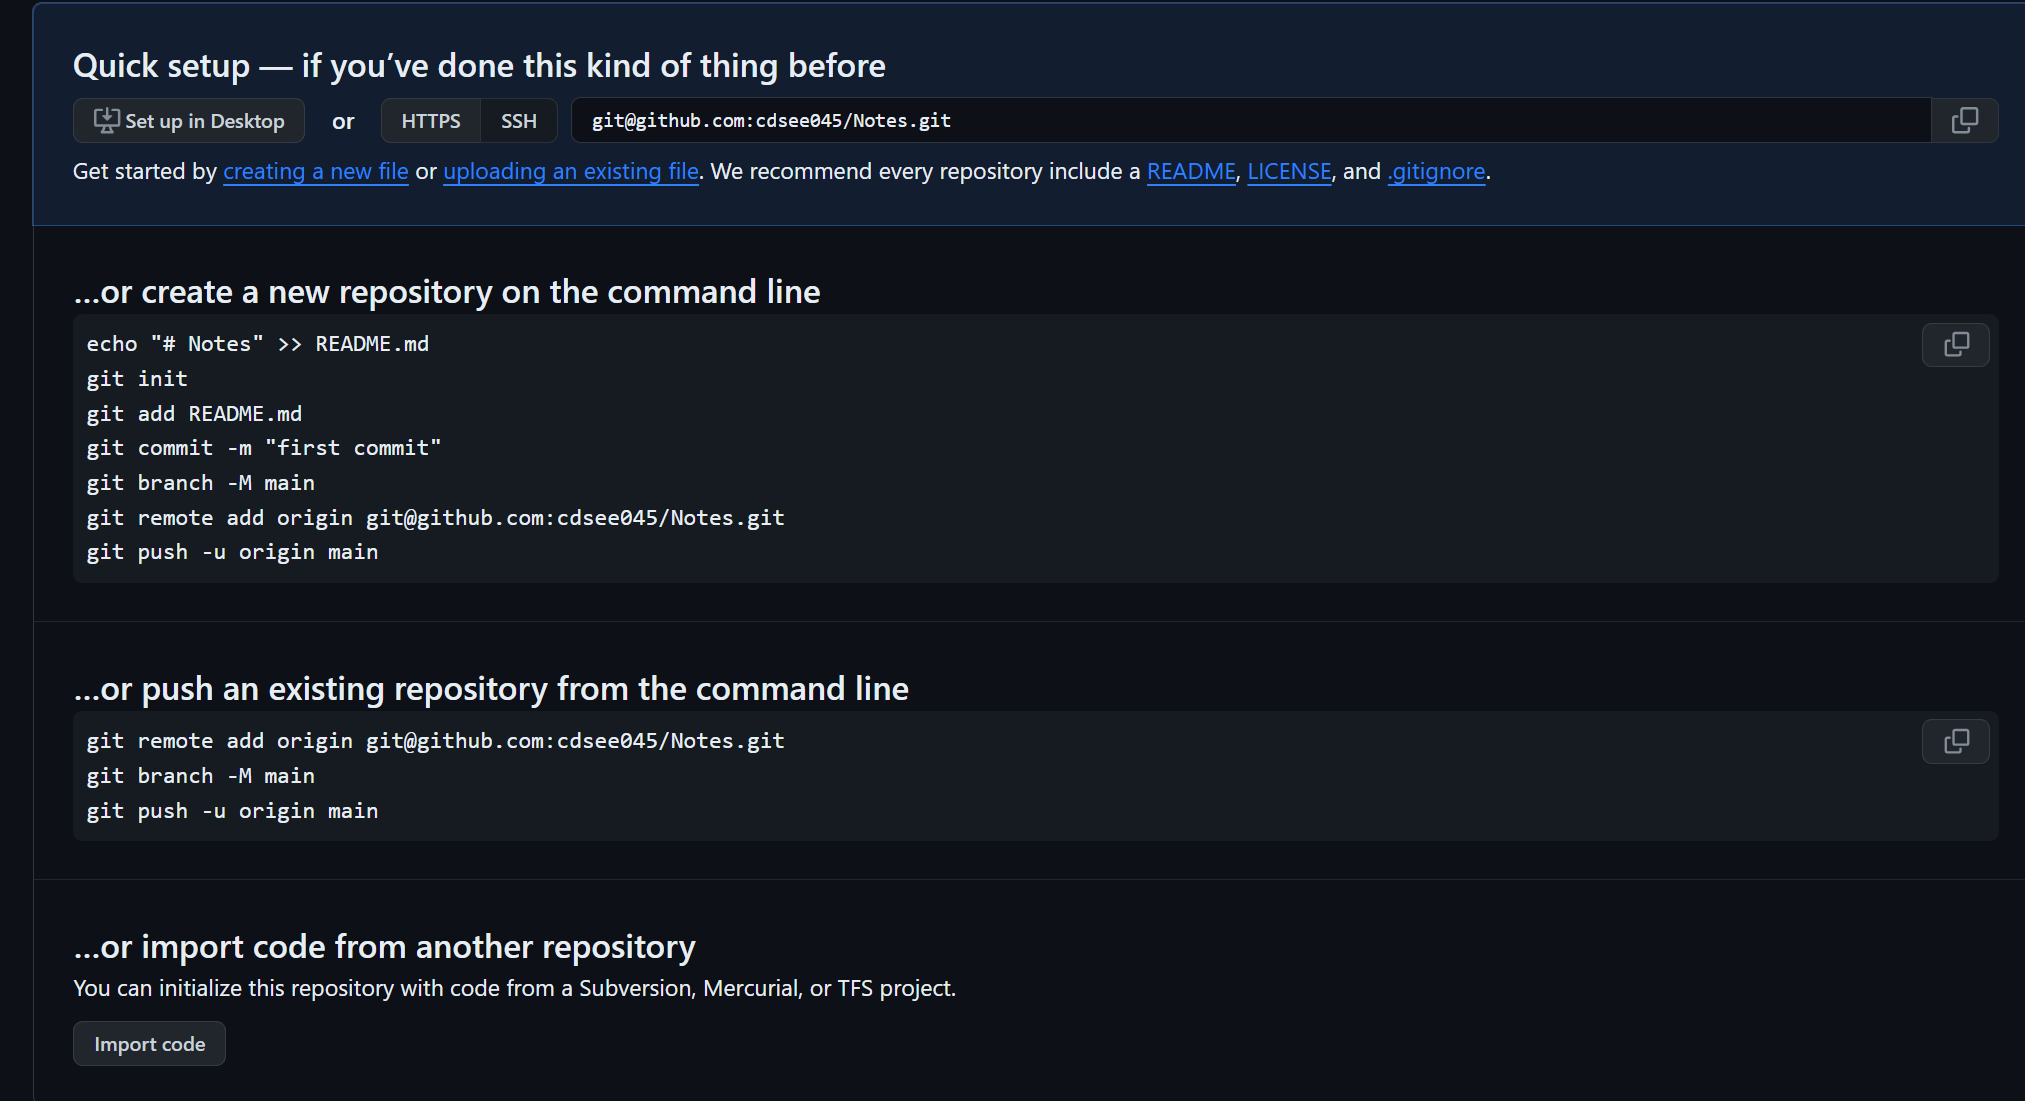 Quick setup — if you’ve done this kind of thing before
Set up in Desktop or HTTPS SSH git@github.com:cdsee045/Notes.git
Get started by creating a new file or uploading an existing file. We recommend every repository include a README, LICENSE, and .gitignore.
…or create a new repository on the command line
echo "# Notes" >> README.md
git init
git add README.md
git commit -m "first commit"
git branch -M main
git remote add origin git@github.com:cdsee045/Notes.git
git push -u origin main
…or push an existing repository from the command line
git remote add origin git@github.com:cdsee045/Notes.git
git branch -M main
git push -u origin main
…or import code from another repository
You can initialize this repository with code from a Subversion, Mercurial, or TFS project.
Import code